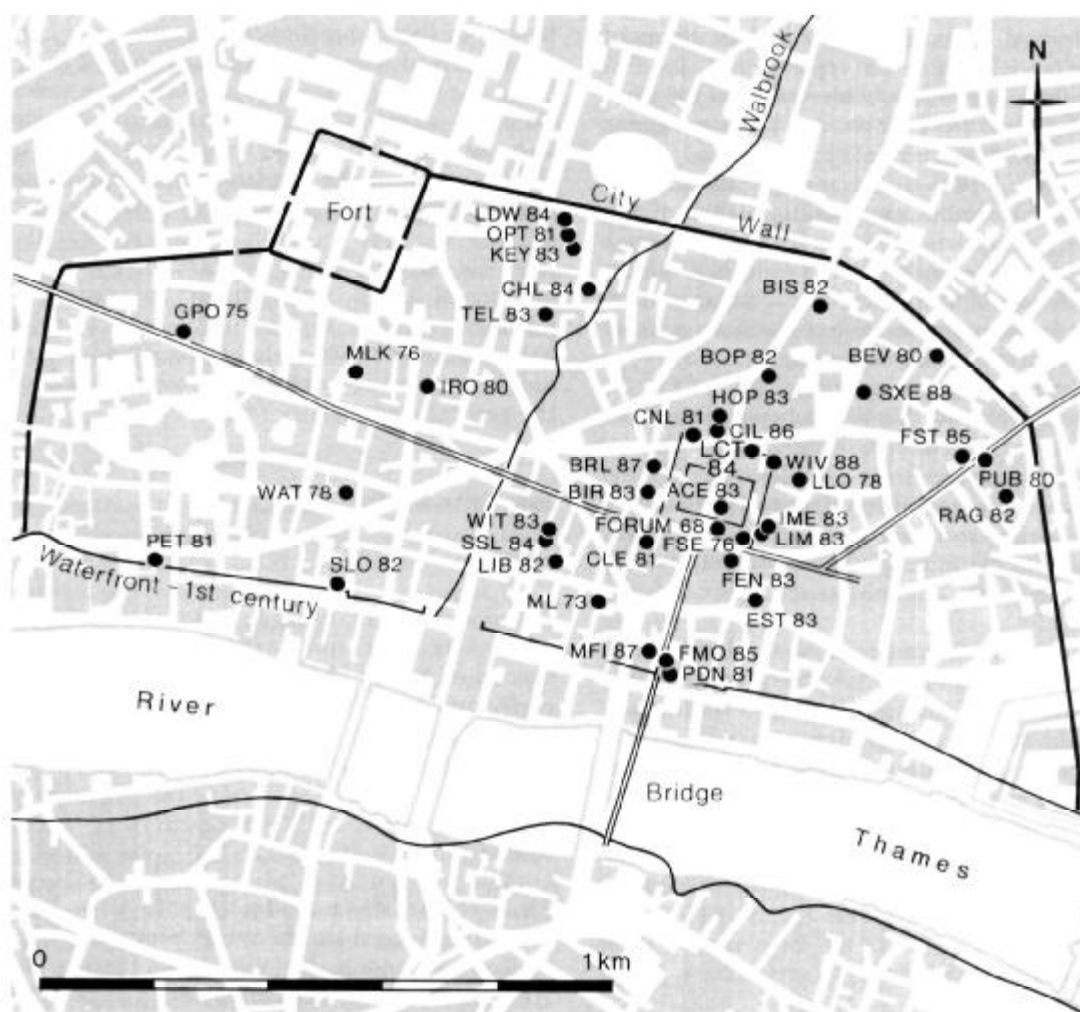 N
Walbrook
City
Wall
Fort
LDW 84
OPT 81
KEY 83
CHL 84
TEL 83
BIS 82
GPO 75
MLK 76
IRO 80
BOP 82
BEV 80
HOP 83
SXE 88
CNL 81
CIL 86
FST 85
LCT
84
WIV 88
BRL 87
LLO 78
PUB 80
WAT 78
BIR 83
ACE 83
RAG 82
WIT 83
FORUM 68
IME 83
SSL 84
FSE 76
LIM 83
PET 81
LIB 82
CLE 81
SLO 82
FEN 83
Waterfront - 1st century
ML 73
EST 83
MFI 87
FMO 85
PDN 81
River
Bridge
Thames
0
1 km